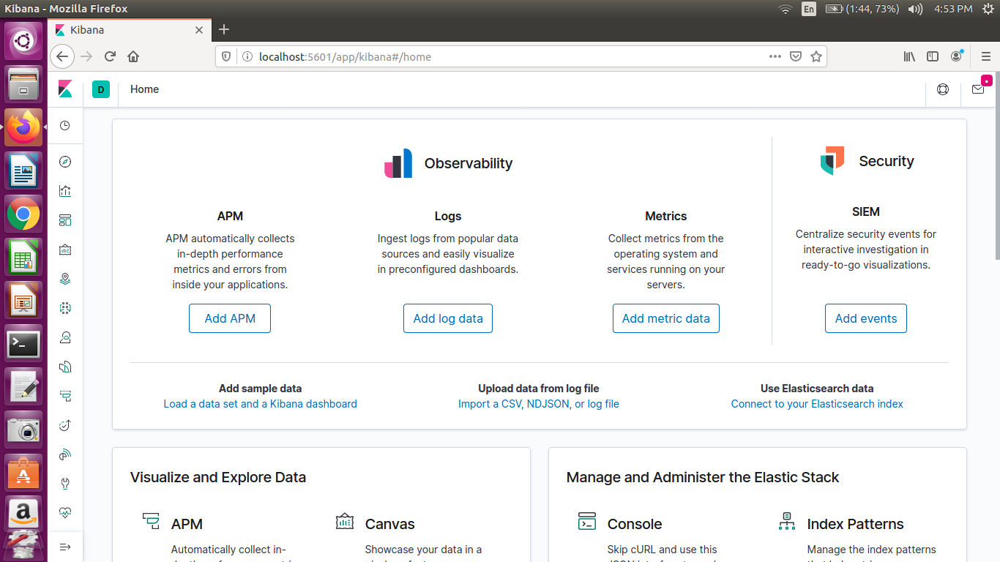 Kibana - Mozilla Firefox
En
(1:44, 73%)
4:53 PM
Kibana
localhost:5601/app/kibana#/home
D
Home
Observability
Security
APM
APM automatically collects
in-depth performance
metrics and errors from
inside your applications.
Add APM
Logs
Ingest logs from popular data
sources and easily visualize
in preconfigured dashboards.
Add log data
Metrics
Collect metrics from the
operating system and
services running on your
servers.
Add metric data
SIEM
Centralize security events for
interactive investigation in
ready-to-go visualizations.
Add events
Add sample data
Load a data set and a Kibana dashboard
Upload data from log file
Import a CSV, NDJSON, or log file
Use Elasticsearch data
Connect to your Elasticsearch index
Visualize and Explore Data
APM
Automatically collect in-
Canvas
Showcase your data in a
Manage and Administer the Elastic Stack
Console
Skip cURL and use this
Index Patterns
Manage the index patterns